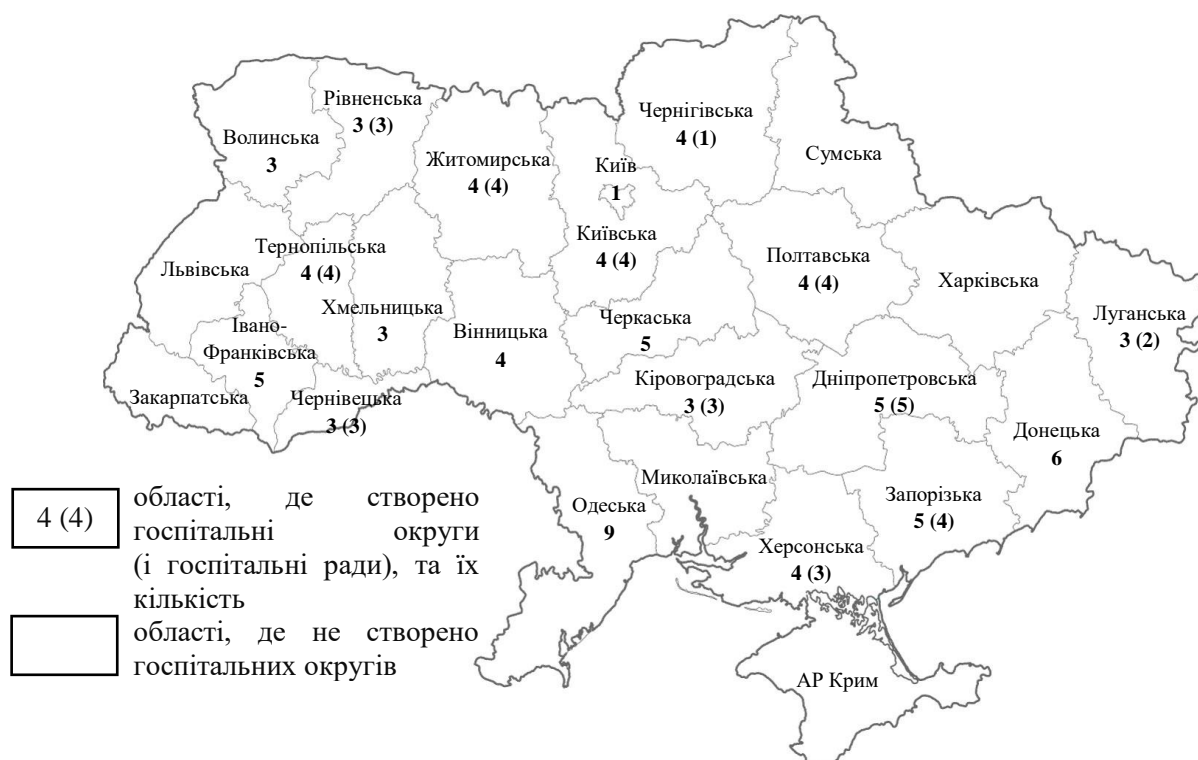 Рівненська
3 (3)
Волинська
3
Житомирська
4 (4)
Київ
1
Чернігівська
4 (1)
Сумська
Київська
4 (4)
Львівська
Тернопільська
4 (4)
Хмельницька
3
Вінницька
4
Черкаська
5
Полтавська
4 (4)
Харківська
Луганська
3 (2)
Івано-
Франківська
5
Закарпатська
Чернівецька
3 (3)
Кіровоградська
3 (3)
Дніпропетровська
5 (5)
Донецька
6
Одеська
9
Миколаївська
Запорізька
5 (4)
Херсонська
4 (3)
АР Крим
4 (4)
області, де створено
госпітальні округи
(і госпітальні ради), та їх
кількість
області, де не створено
госпітальних округів